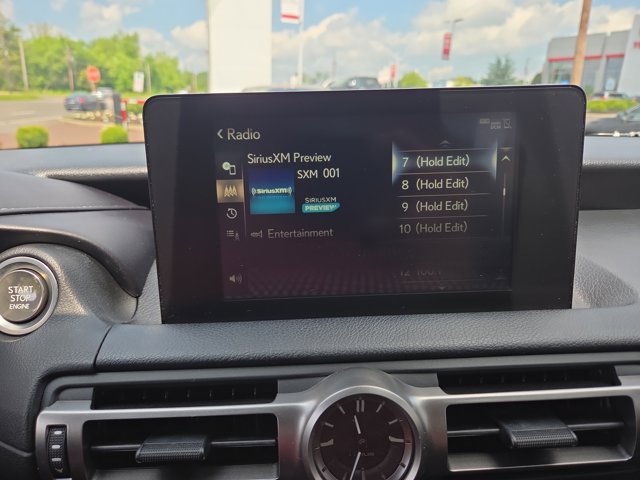 < Radio
SiriusXM Preview
SXM 001
((SiriusXM))
SIRIUSXM
PREVIEW
Entertainment
7 (Hold Edit)
8 (Hold Edit)
9 (Hold Edit)
10 (Hold Edit)
START
STOP
ENGINE
11